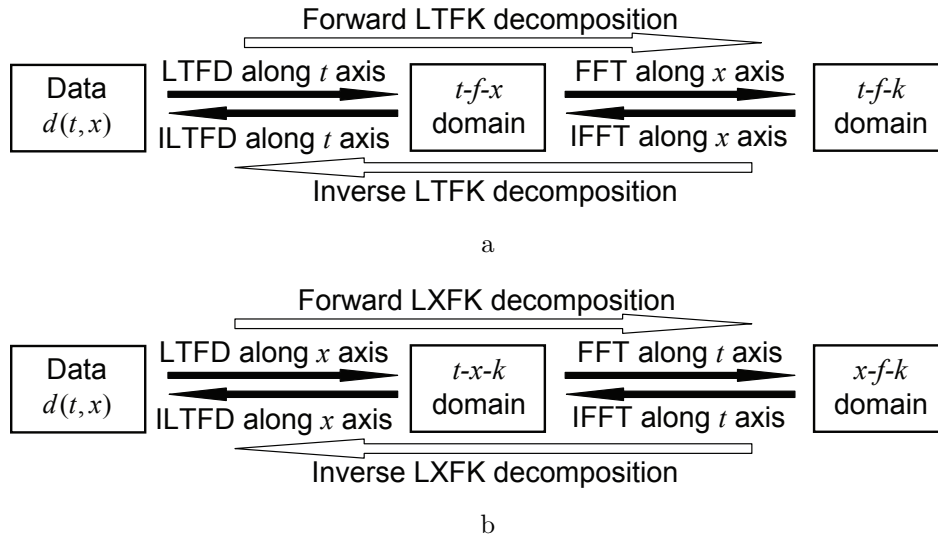 Forward LTFK decomposition
Data
d(t, x)
LTFD along t axis
ILTFD along t axis
t-f-x
domain
FFT along x axis
IFFT along x axis
t-f-k
domain
Inverse LTFK decomposition
a
Forward LXFK decomposition
Data
d(t, x)
LTFD along x axis
ILTFD along x axis
t-x-k
domain
FFT along t axis
IFFT along t axis
x-f-k
domain
Inverse LXFK decomposition
b